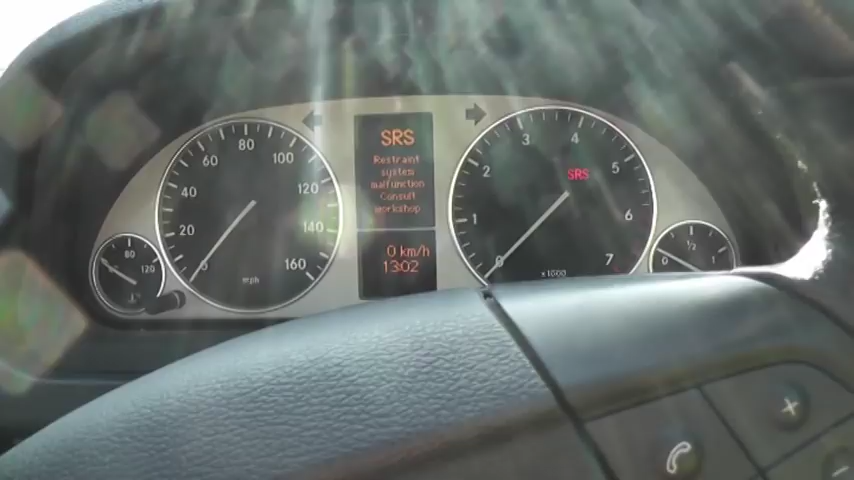 SRS
Restraint
system
malfunction
Consult
workshop
0 km/h
13:02
0
20
40
60
80
100
120
140
160
mph
0
1
2
3
4
5
6
7
x1000
SRS
80
120
0
1/2
1
+
-